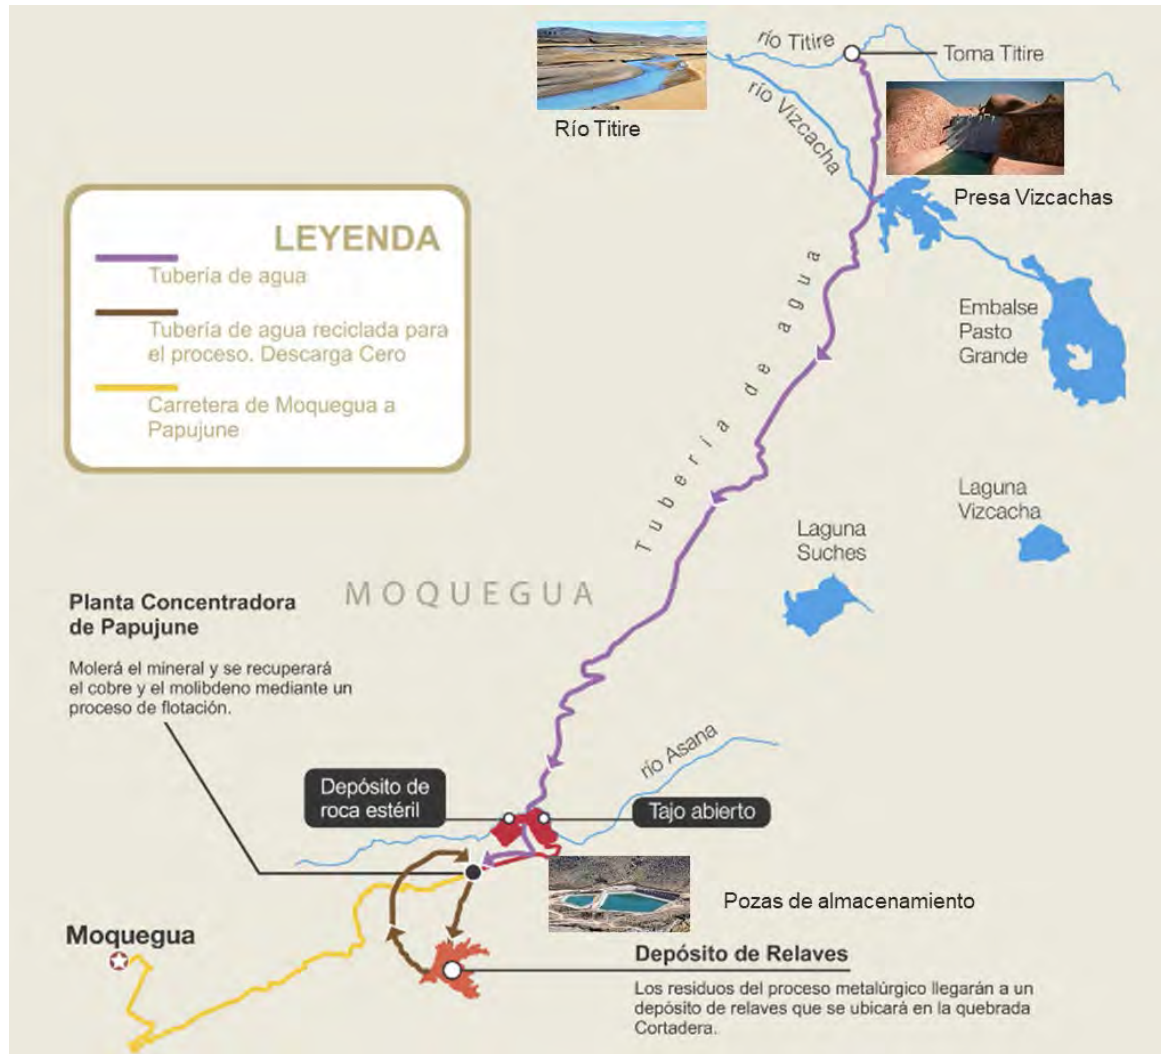 río Titire
Toma Titire
Río Titire
río Vizcacha
Presa Vizcachas
LEYENDA
Tubería de agua
Tubería de agua reciclada para
el proceso. Descarga Cero
Carretera de Moquegua a
Papujune
Tubería de agua
Embalse
Pasto
Grande
Laguna
Vizcacha
Laguna
Suches
MOQUEGUA
Planta Concentradora
de Papujune
Molerá el mineral y se recuperará
el cobre y el molibdeno mediante un
proceso de flotación.
río Asana
Depósito de
roca estéril
Tajo abierto
Pozas de almacenamiento
Moquegua
Depósito de Relaves
Los residuos del proceso metalúrgico llegarán a un
depósito de relaves que se ubicará en la quebrada
Cortadera.